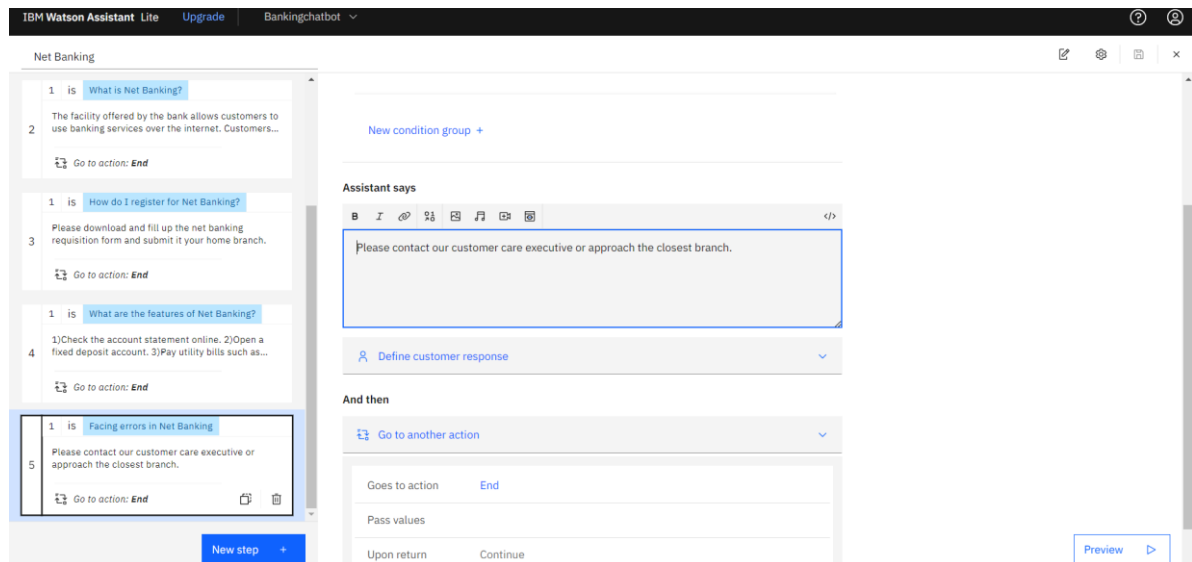 IBM Watson Assistant Lite Upgrade Bankingchatbot
Net Banking
1 is What is Net Banking?
2
The facility offered by the bank allows customers to
use banking services over the internet. Customers...
Go to action: End
1 is How do I register for Net Banking?
3
Please download and fill up the net banking
requisition form and submit it your home branch.
Go to action: End
1 is What are the features of Net Banking?
4
1)Check the account statement online. 2)Open a
fixed deposit account. 3)Pay utility bills such as...
Go to action: End
1 is Facing errors in Net Banking
5
Please contact our customer care executive or
approach the closest branch.
Go to action: End
New step +
New condition group +
Assistant says
B I </>
Please contact our customer care executive or approach the closest branch.
Define customer response
And then
Go to another action
Goes to action End
Pass values
Upon return Continue
Preview